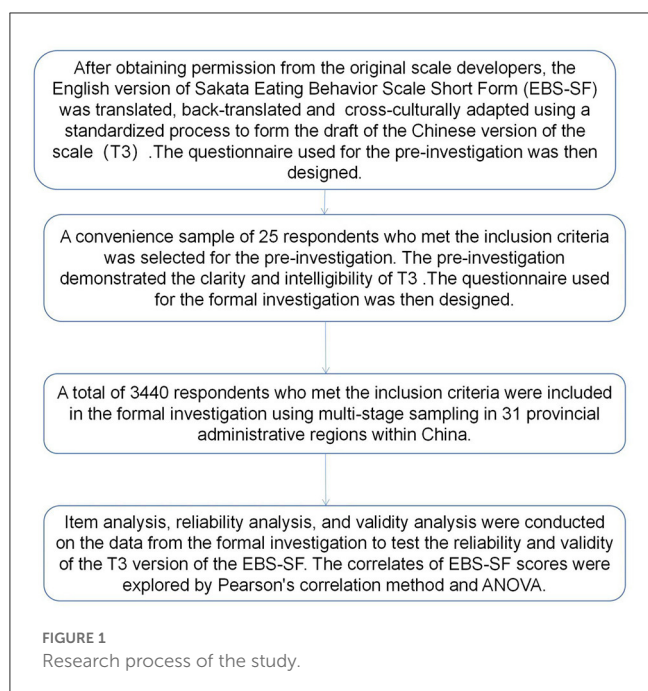 After obtaining permission from the original scale developers, the
English version of Sakata Eating Behavior Scale Short Form (EBS-SF)
was translated, back-translated and  cross-culturally adapted using a
standardized process to form the draft of the Chinese version of the
scale（T3）.The questionnaire used for the pre-investigation was then
designed.
A convenience sample of 25 respondents who met the inclusion criteria
was selected for the pre-investigation. The pre-investigation
demonstrated the clarity and intelligibility of T3 .The questionnaire used
for the formal investigation was then designed.
A total of 3440 respondents who met the inclusion criteria were included
in the formal investigation using multi-stage sampling in 31 provincial
administrative regions within China.
Item analysis, reliability analysis, and validity analysis were conducted
on the data from the formal investigation to test the reliability and validity
of the T3 version of the EBS-SF. The correlates of EBS-SF scores were
explored by Pearson's correlation method and ANOVA.
FIGURE 1
Research process of the study.